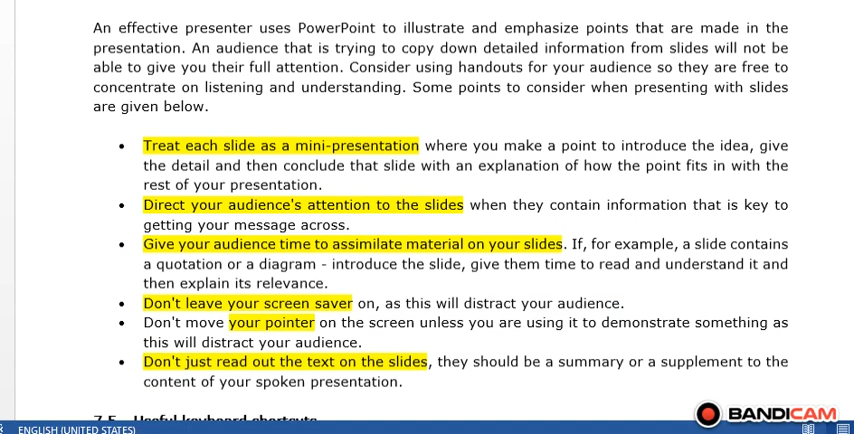 An effective presenter uses PowerPoint to illustrate and emphasize points that are made in the
presentation. An audience that is trying to copy down detailed information from slides will not be
able to give you their full attention. Consider using handouts for your audience so they are free to
concentrate on listening and understanding. Some points to consider when presenting with slides
are given below.
• Treat each slide as a mini-presentation where you make a point to introduce the idea, give
the detail and then conclude that slide with an explanation of how the point fits in with the
rest of your presentation.
• Direct your audience's attention to the slides when they contain information that is key to
getting your message across.
• Give your audience time to assimilate material on your slides. If, for example, a slide contains
a quotation or a diagram - introduce the slide, give them time to read and understand it and
then explain its relevance.
• Don't leave your screen saver on, as this will distract your audience.
• Don't move your pointer on the screen unless you are using it to demonstrate something as
this will distract your audience.
• Don't just read out the text on the slides, they should be a summary or a supplement to the
content of your spoken presentation.
7.5 Useful keyboard shortcuts
BANDICAM
ENGLISH (UNITED STATES)